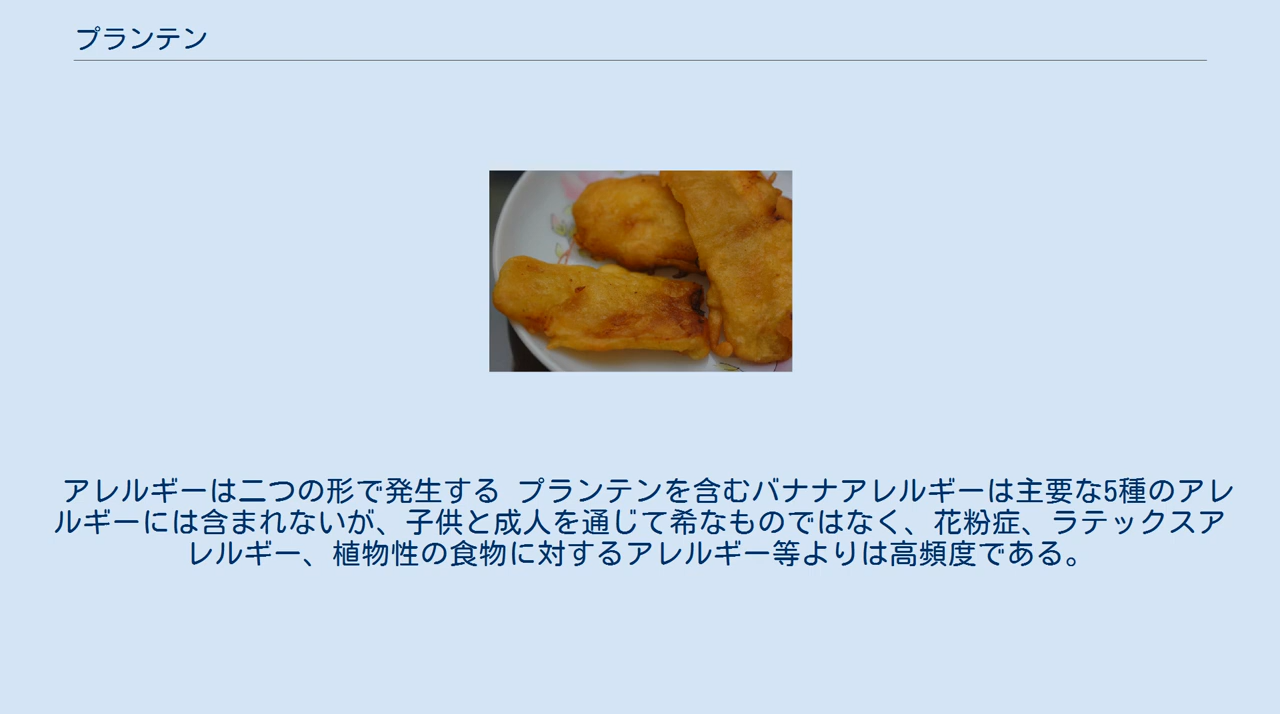 プランテン
アレルギーは二つの形で発生する プランテンを含むバナナアレルギーは主要な5種のアレ
ルギーには含まれないが、子供と成人を通じて希なものではなく、花粉症、ラテックスア
レルギー、植物性の食物に対するアレルギー等よりは高頻度である。